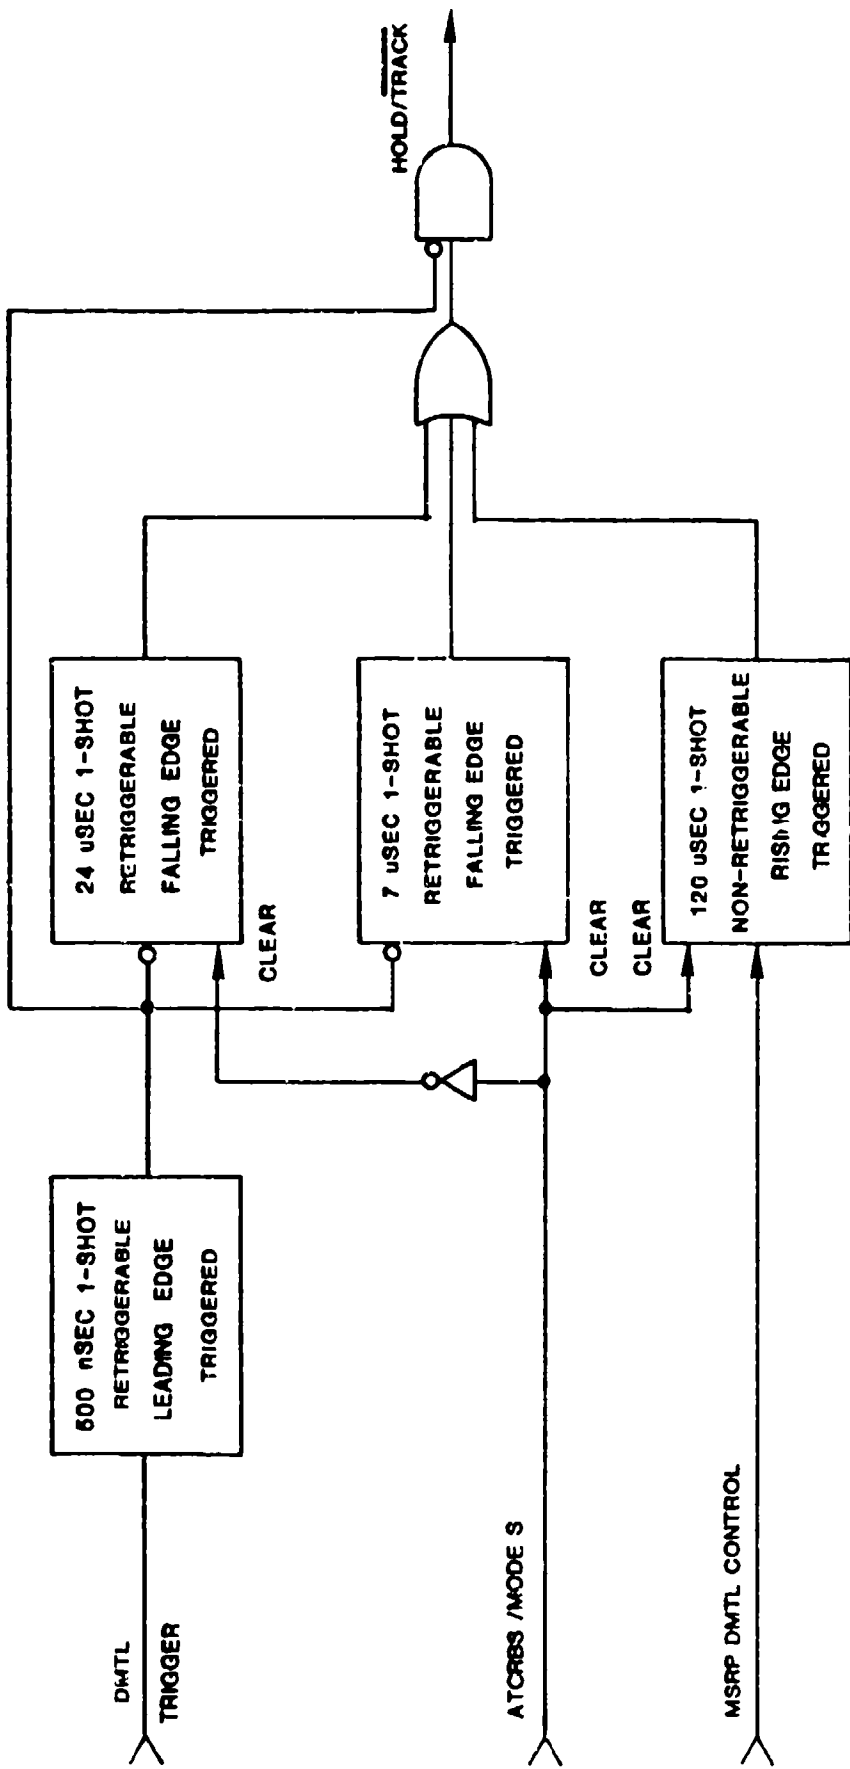 DMTL
TRIGGER
500 nSEC 1-SHOT
RETRIGGERABLE
LEADING EDGE
TRIGGERED
24 uSEC 1-SHOT
RETRIGGERABLE
FALLING EDGE
TRIGGERED
CLEAR
HOLD/TRACK
ATCRBS /MODE S
7 uSEC 1-SHOT
RETRIGGERABLE
FALLING EDGE
TRIGGERED
CLEAR
CLEAR
MSRP DMTL CONTROL
120 uSEC 1-SHOT
NON-RETRIGGERABLE
RISING EDGE
TRIGGERED